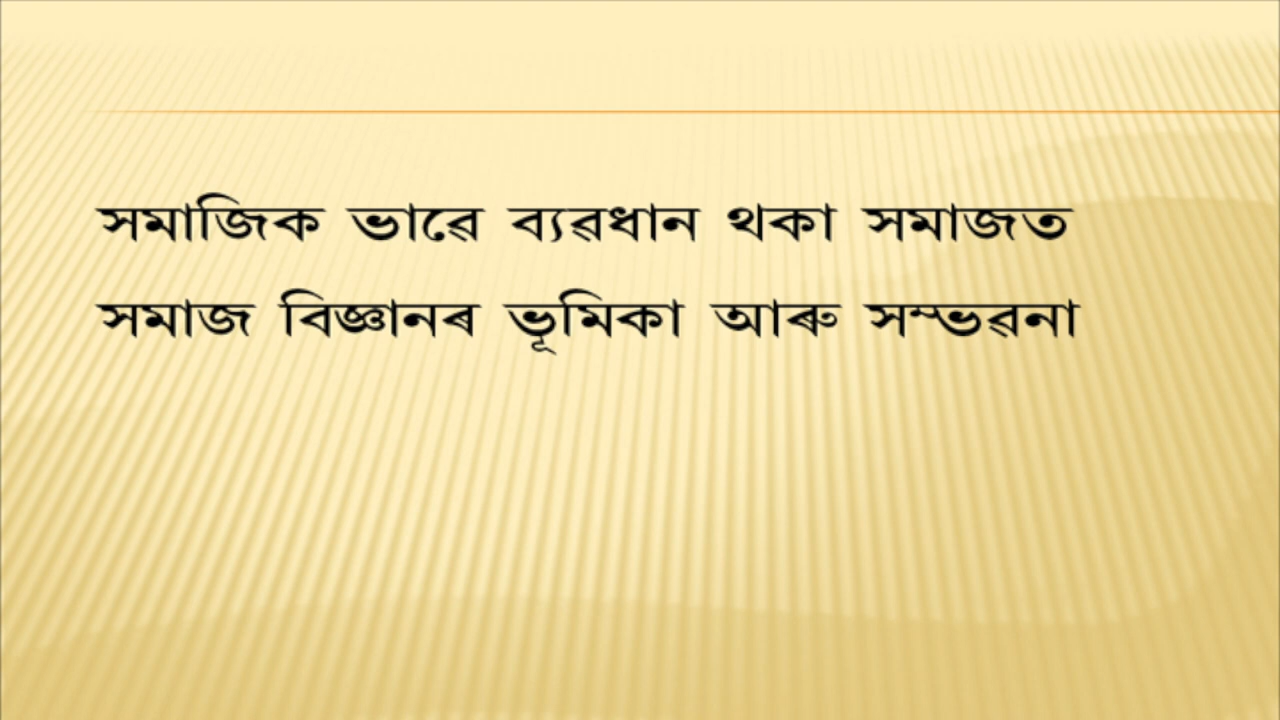 সমাজিক ভাৱে ব্যৱধান থকা সমাজত
সমাজ বিজ্ঞানৰ ভূমিকা আৰু সম্ভৱনা